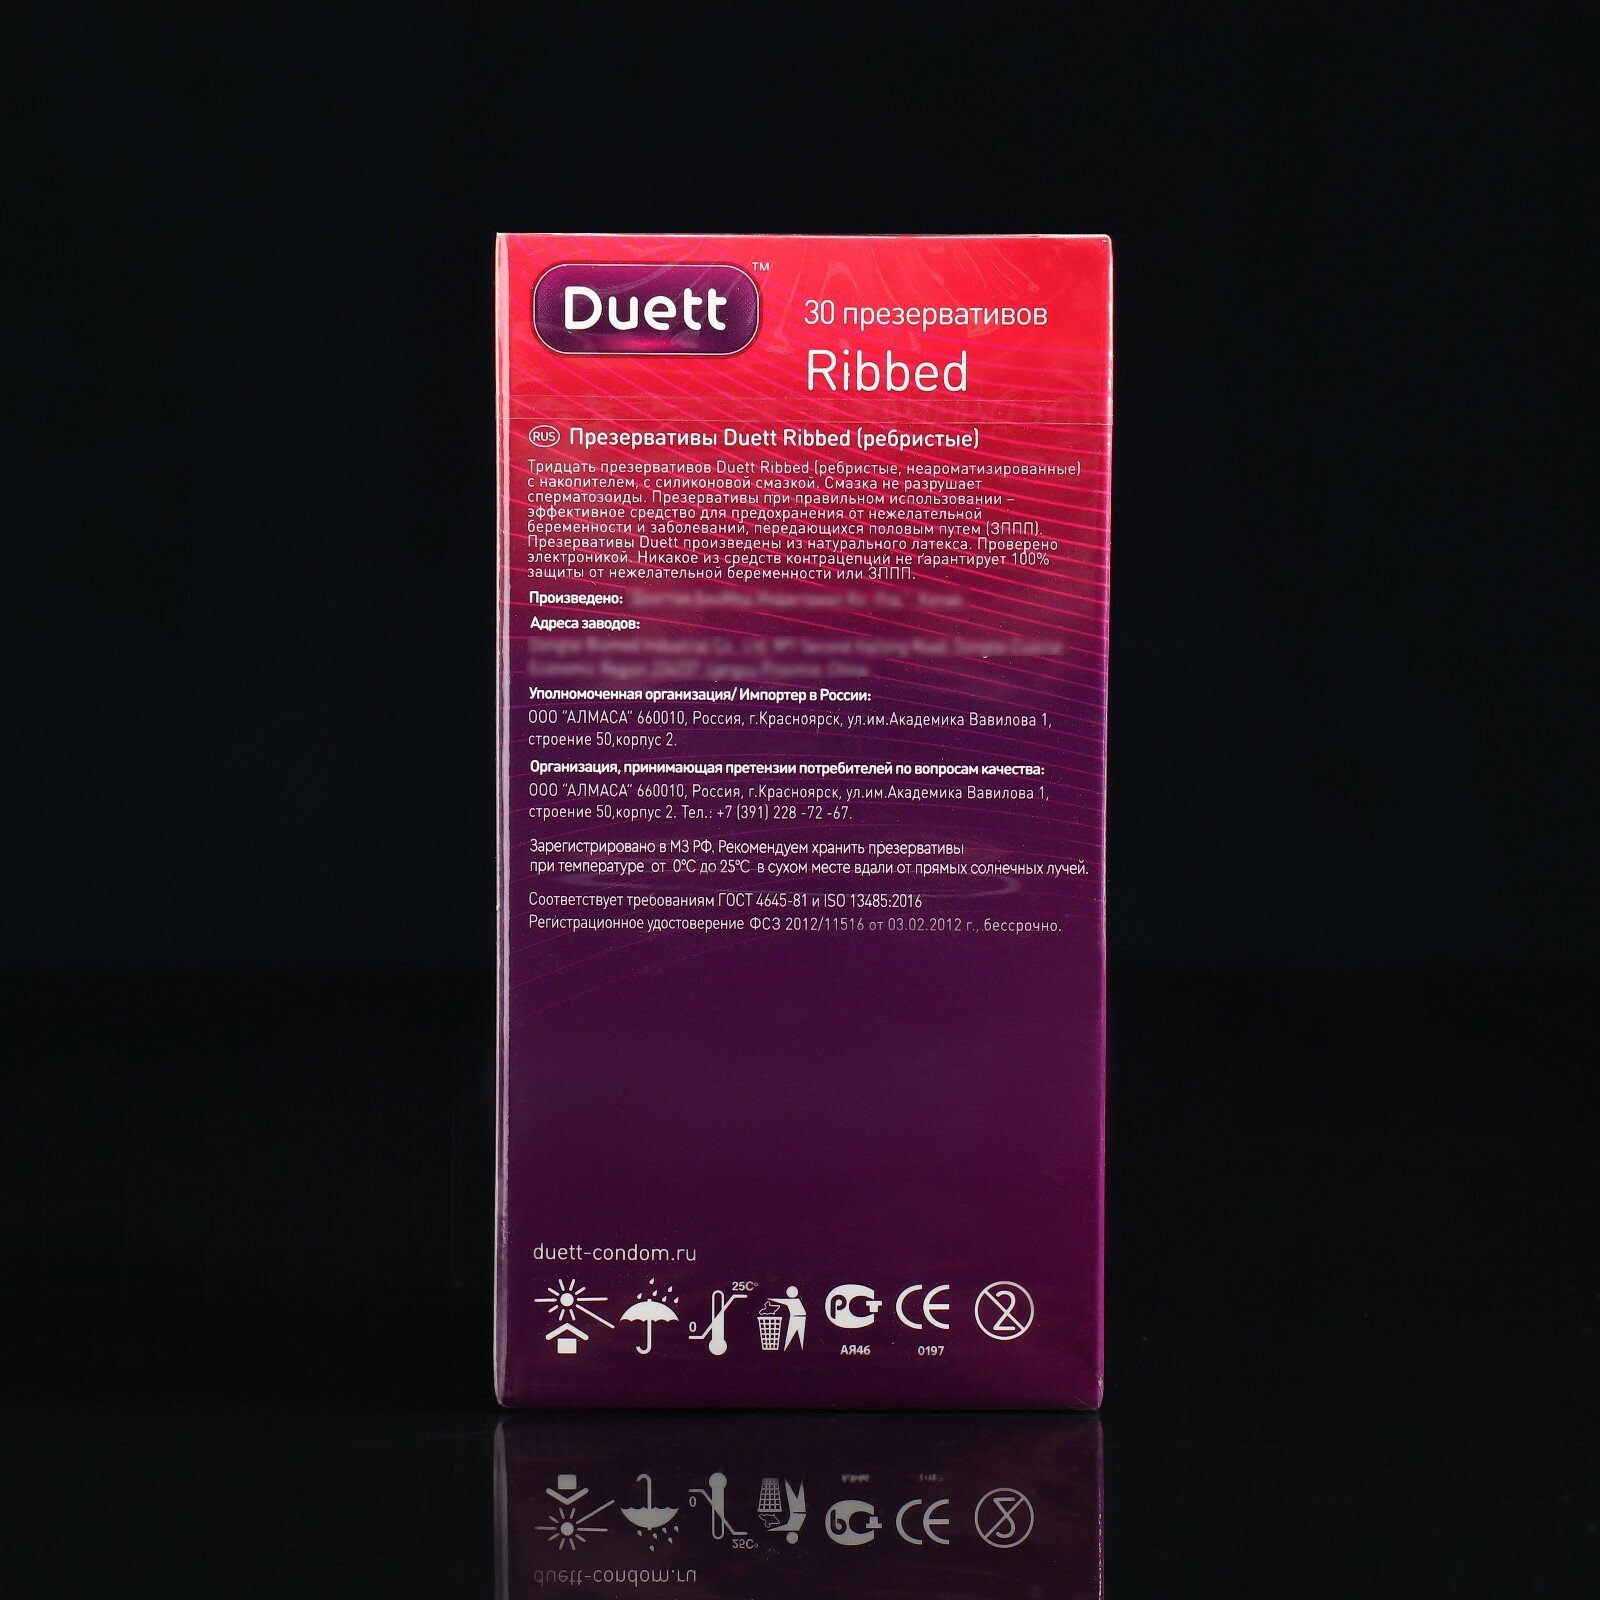 Duett™
30 презервативов
Ribbed
RUS Презервативы Duett Ribbed (ребристые)
Тридцать презервативов Duett Ribbed (ребристые, неароматизированные)
с накопителем, с силиконовой смазкой. Смазка не разрушает
сперматозоиды. Презервативы при правильном использовании –
эффективное средство для предохранения от нежелательной
беременности и заболеваний, передающихся половым путем (ЗППП).
Презервативы Duett произведены из натурального латекса. Проверено
электроникой. Никакое из средств контрацепции не гарантирует 100%
защиты от нежелательной беременности или ЗППП.
Произведено:
Адреса заводов:
Уполномоченная организация/ Импортер в России:
ООО "АЛМАСА" 660010, Россия, г.Красноярск, ул.им.Академика Вавилова 1,
строение 50,корпус 2.
Организация, принимающая претензии потребителей по вопросам качества:
ООО "АЛМАСА" 660010, Россия, г.Красноярск, ул.им.Академика Вавилова 1,
строение 50,корпус 2. Тел.: +7 (391) 228 -72 -67.
Зарегистрировано в МЗ РФ. Рекомендуем хранить презервативы
при температуре от 0°С до 25°С в сухом месте вдали от прямых солнечных лучей.
Соответствует требованиям ГОСТ 4645-81 и ISO 13485:2016
Регистрационное удостоверение ФСЗ 2012/11516 от 03.02.2012 г., бессрочно.
duett-condom.ru
25C°
0
РСТ CE 2
АЯ46 0197